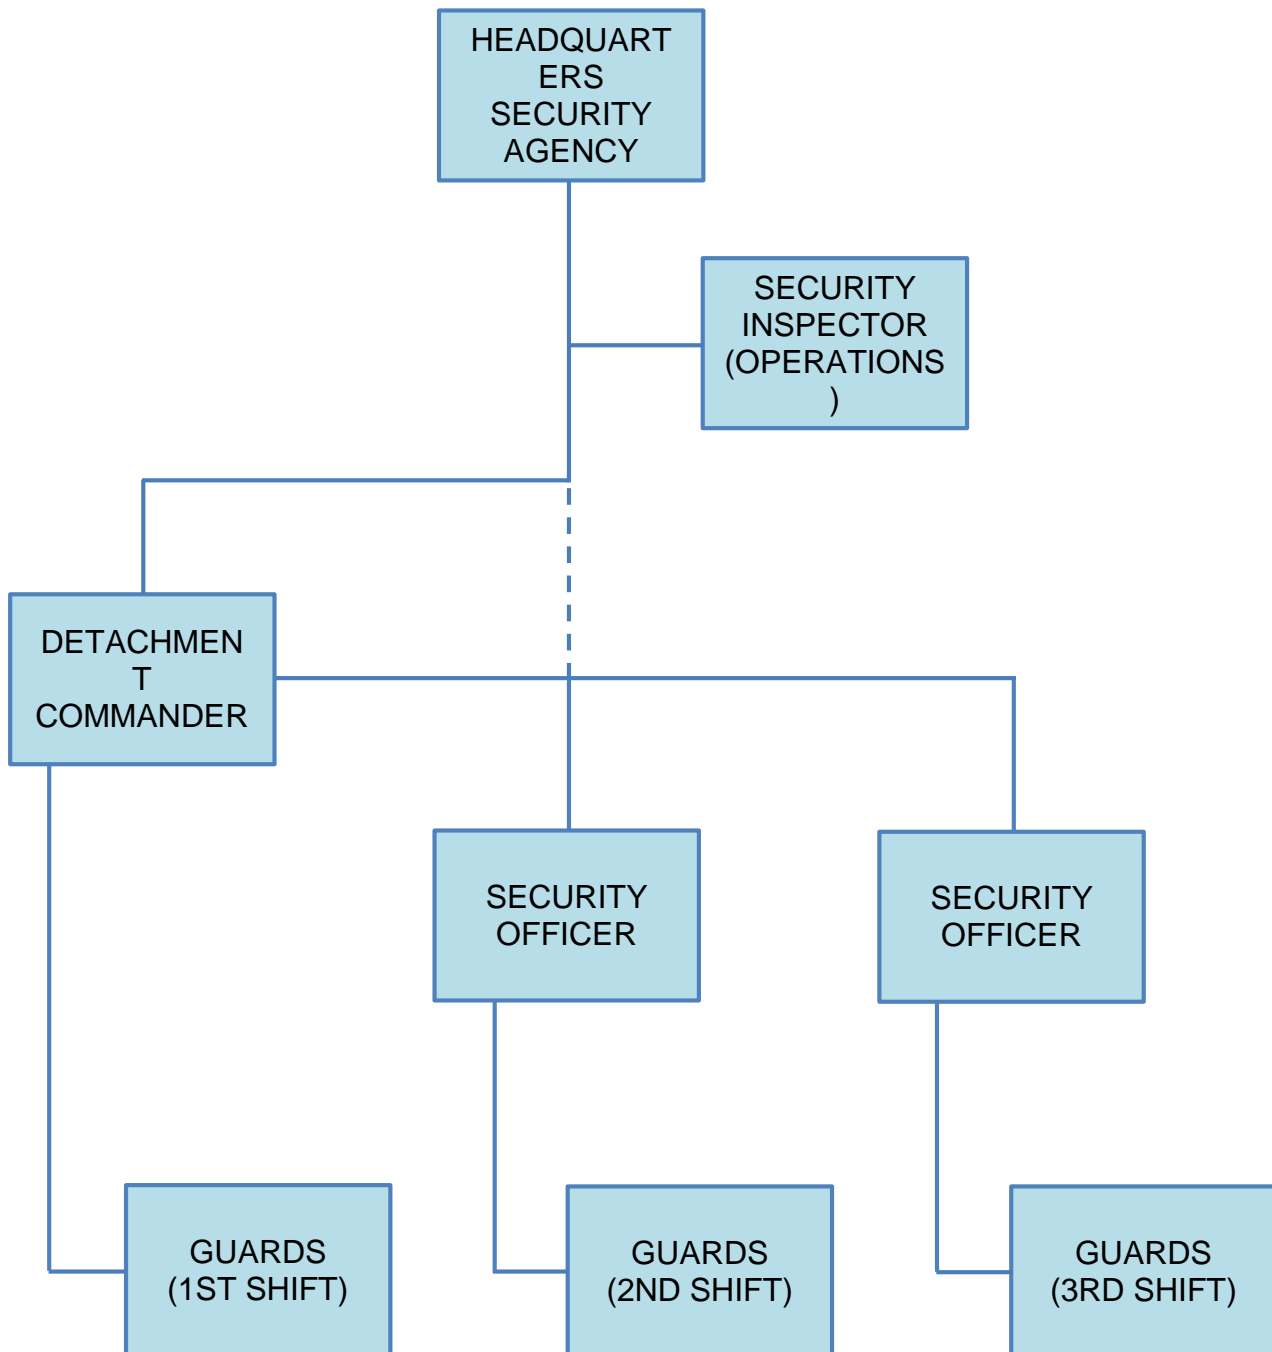 HEADQUART
ERS
SECURITY
AGENCY
SECURITY
INSPECTOR
(OPERATIONS
)
DETACHMEN
T
COMMANDER
SECURITY
OFFICER
SECURITY
OFFICER
GUARDS
(1ST SHIFT)
GUARDS
(2ND SHIFT)
GUARDS
(3RD SHIFT)